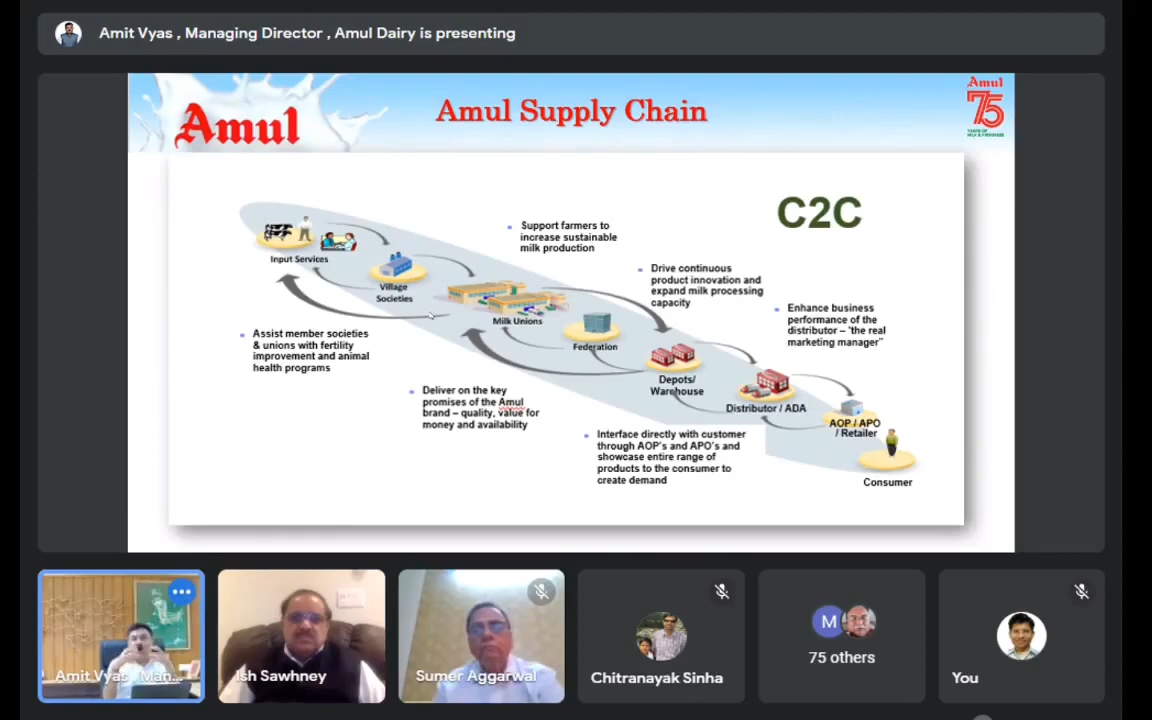 Amit Vyas , Managing Director , Amul Dairy is presenting
Amul
Amul Supply Chain
Amul
75
YEARS OF
MILK & PROGRESS
C2C
Input Services
Village
Societies
Milk Unions
Federation
Depots/
Warehouse
Distributor / ADA
AOP / APO
/ Retailer
Consumer
Support farmers to
increase sustainable
milk production
Drive continuous
product innovation and
expand milk processing
capacity
Enhance business
performance of the
distributor – 'the real
marketing manager"
Assist member societies
& unions with fertility
improvement and animal
health programs
Deliver on the key
promises of the Amul
brand – quality, value for
money and availability
Interface directly with customer
through AOP's and APO's and
showcase entire range of
products to the consumer to
create demand
Amit Vyas , Man...
Ish Sawhney
Sumer Aggarwal
Chitranayak Sinha
M
75 others
You